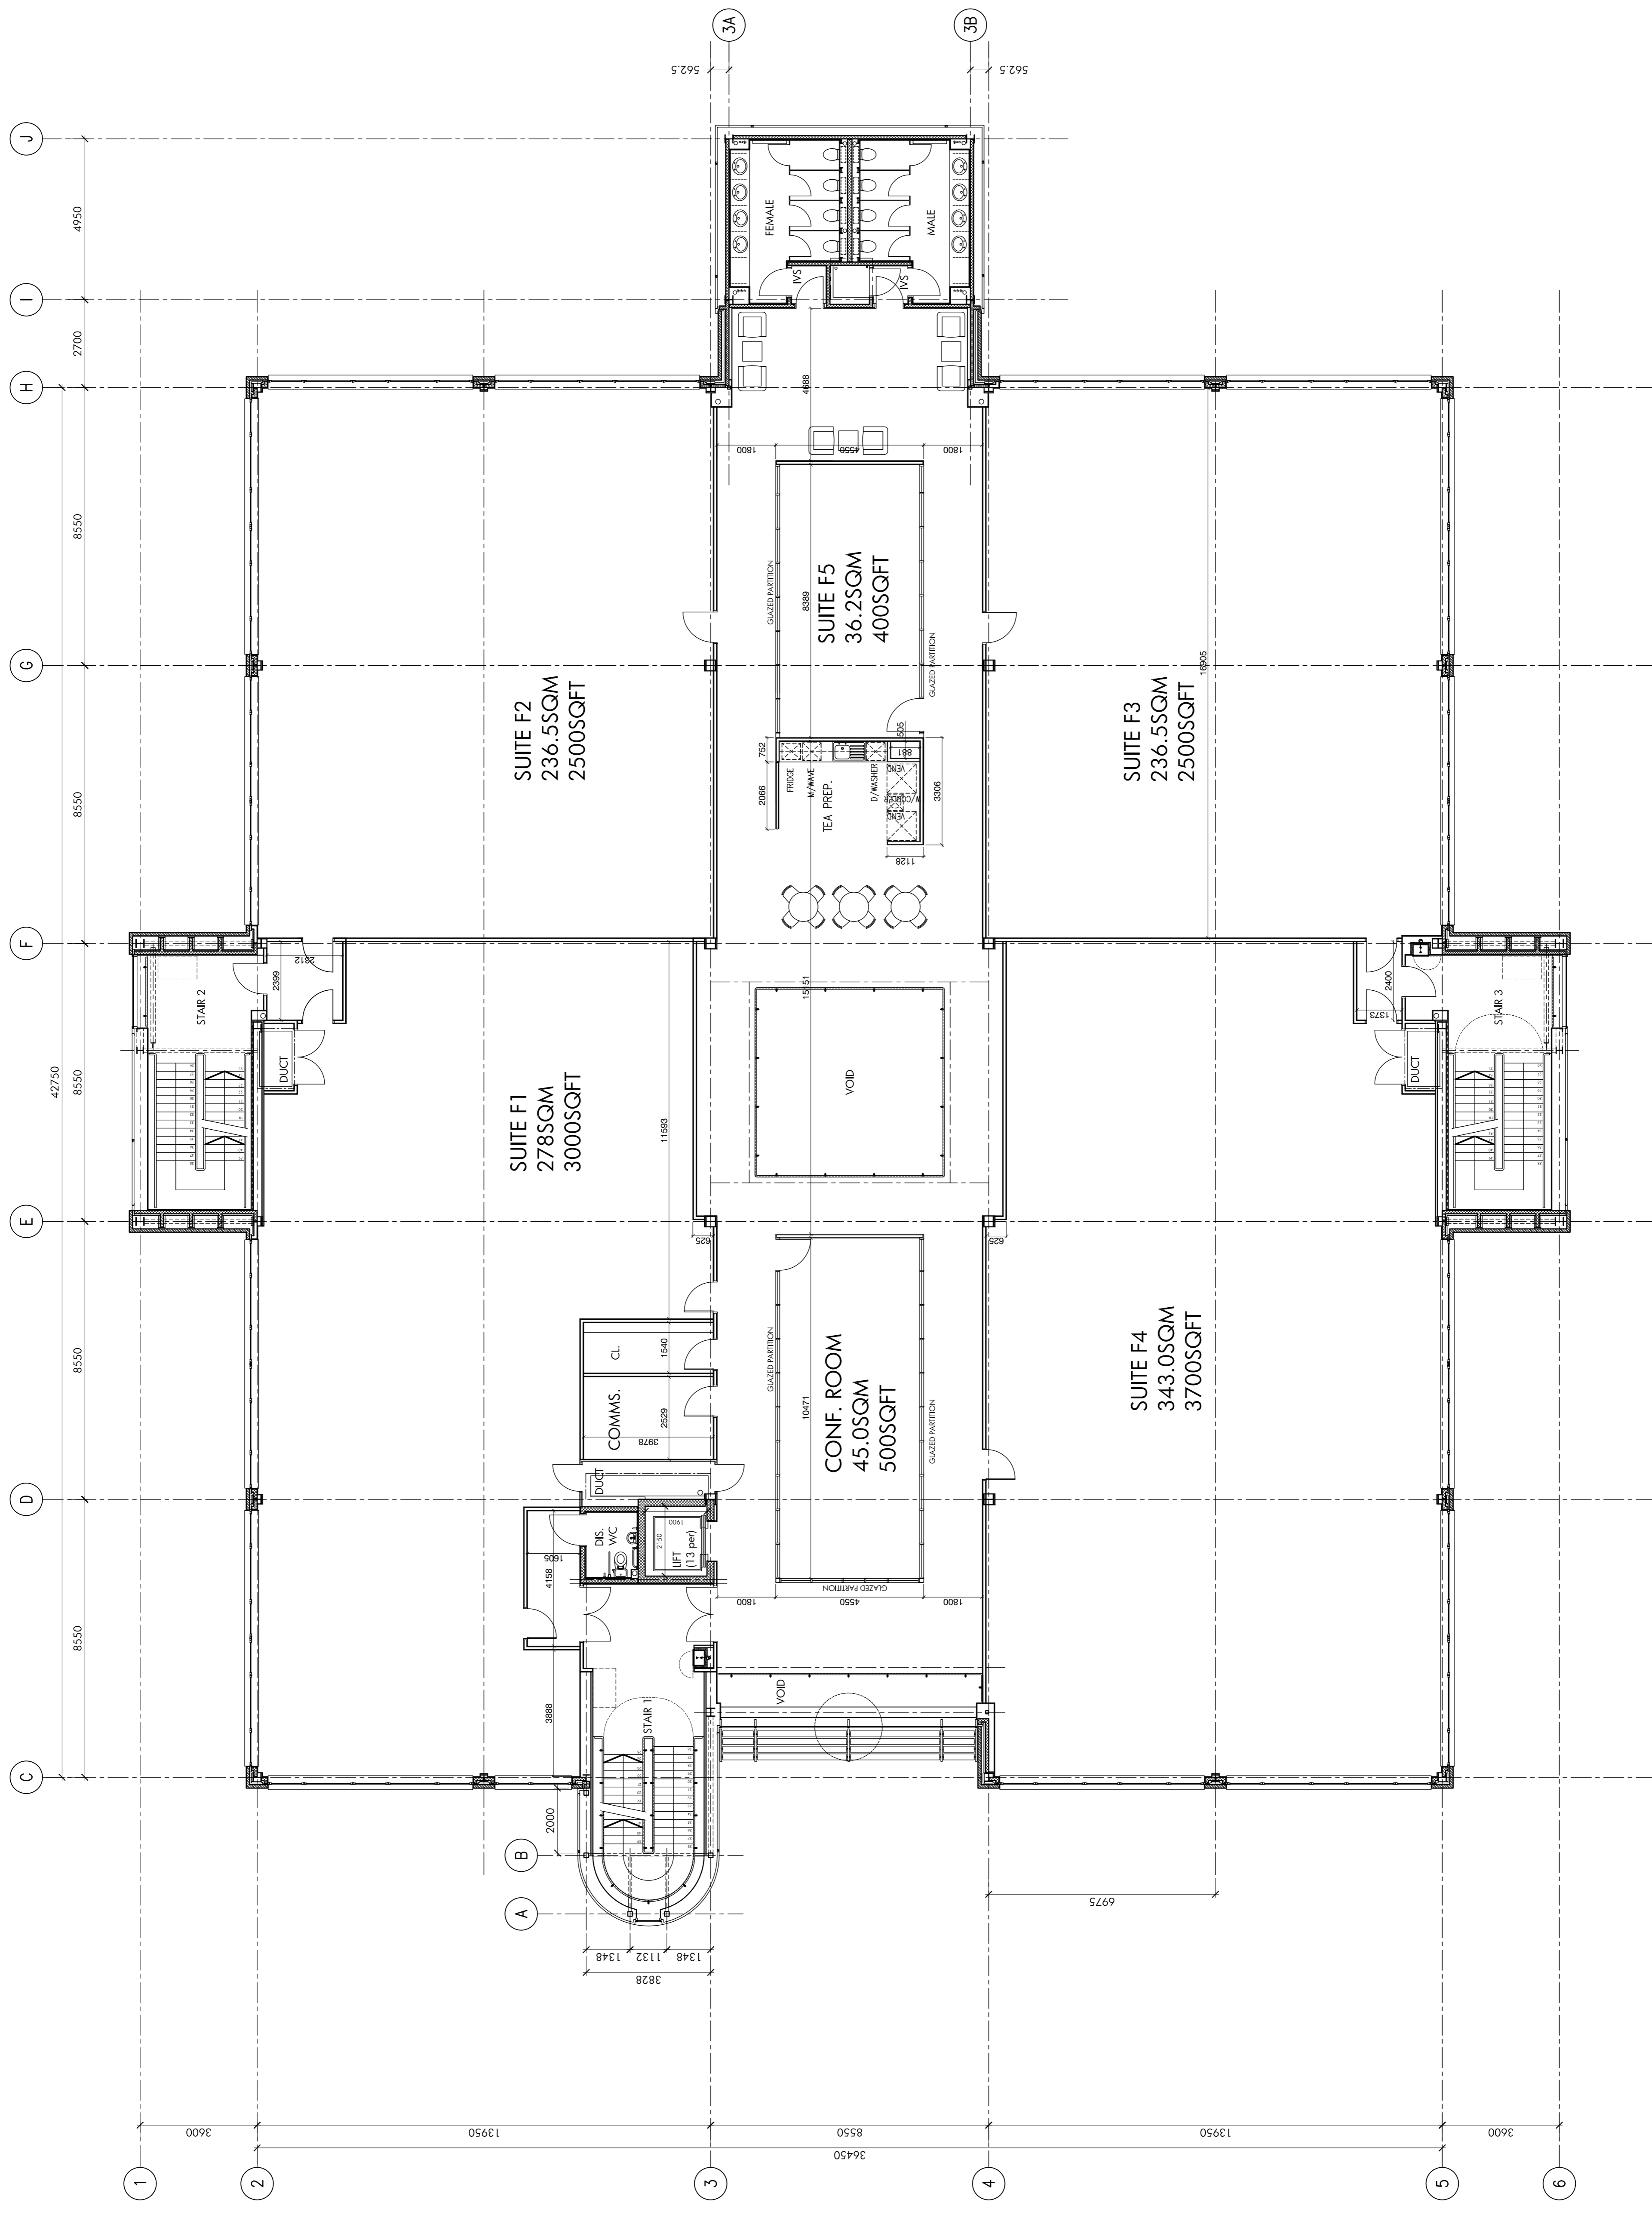 J
I
H
G
F
E
D
C
B
A
1
2
3
4
5
6
3A
3B
562.5
562.5
4950
2700
8550
8550
8550
8550
8550
42750
FEMALE
MALE
IVS
IVS
4688
1800
4550
1800
SUITE F2
236.5SQM
2500SQFT
SUITE F5
36.2SQM
400SQFT
GLAZED PARTITION
GLAZED PARTITION
8389
SUITE F3
236.5SQM
2500SQFT
16905
752
2066
505
881
3306
1128
FRIDGE
M/WAVE
TEA PREP.
D/WASHER
VEND
W/COOLER
VEND
STAIR 2
2399
2312
DUCT
SUITE F1
278SQM
3000SQFT
11593
15151
VOID
2400
1373
STAIR 3
DUCT
625
625
CL.
1540
COMMS.
2529
3978
DUCT
DIS.
WC
LIFT
(13 per)
2150
1900
1605
4158
3888
STAIR 1
2000
GLAZED PARTITION
CONF. ROOM
45.0SQM
500SQFT
10471
GLAZED PARTITION
GLAZED PARTITION
1800
4550
1800
VOID
SUITE F4
343.0SQM
3700SQFT
6975
1348
1132
1348
3828
3600
13950
8550
13950
3600
36450